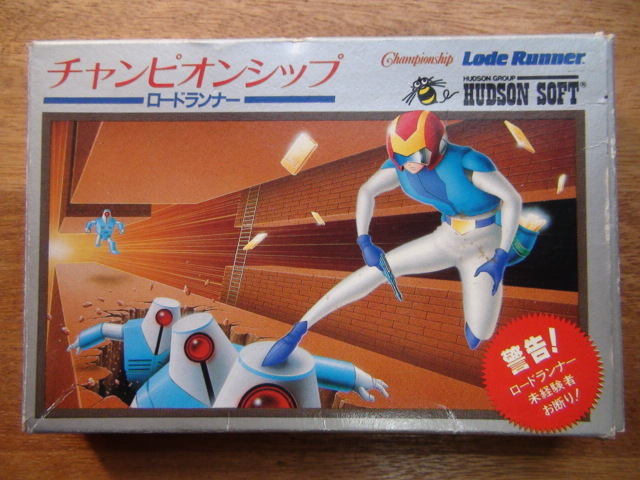 チャンピオンシップ
ロードランナー
Championship Lode Runner
HUDSON GROUP
HUDSON SOFT®
警告!
ロードランナー
未経験者
お断り!